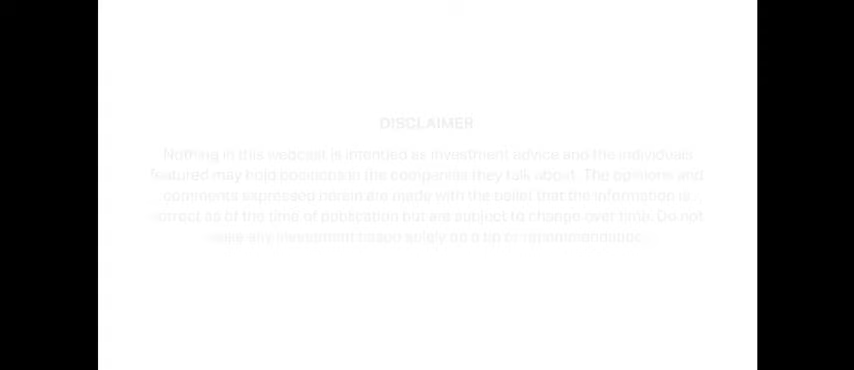 DISCLAIMER
Nothing in this webcast is intended as investment advice and the individuals
featured may hold positions in the companies they talk about. The opinions and
comments expressed herein are made with the belief that the information is
correct as of the time of publication but are subject to change over time. Do not
make any investment based solely on a tip or recommendation.